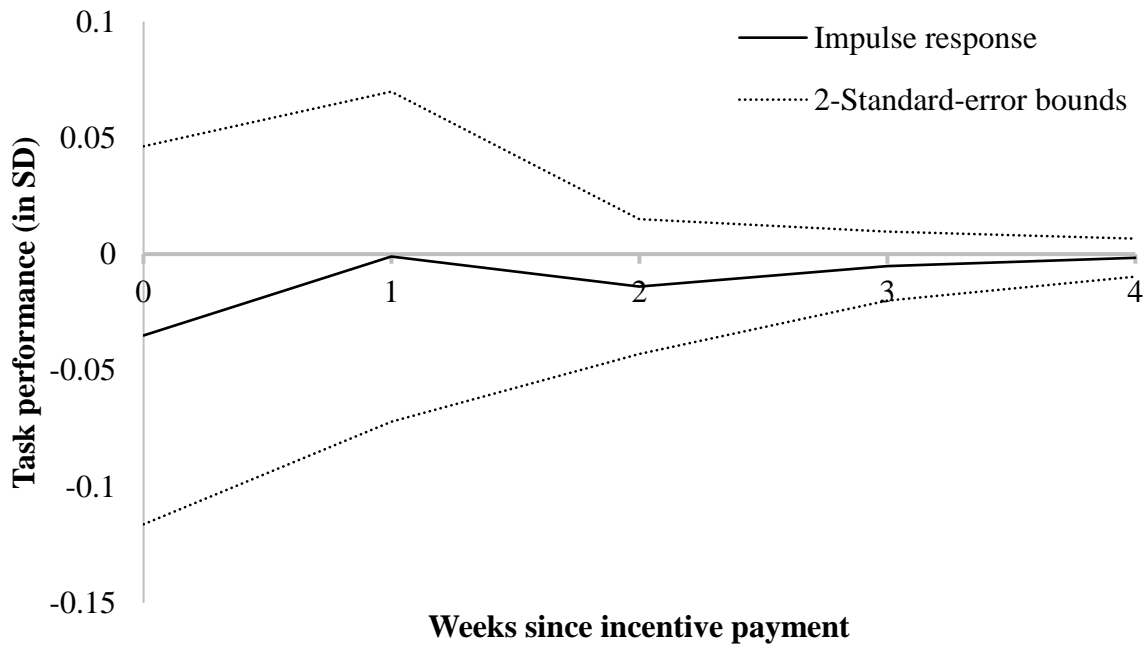 0.1
0.05
0
-0.05
-0.1
-0.15
Task performance (in SD)
Impulse response
2-Standard-error bounds
0 1 2 3 4
Weeks since incentive payment